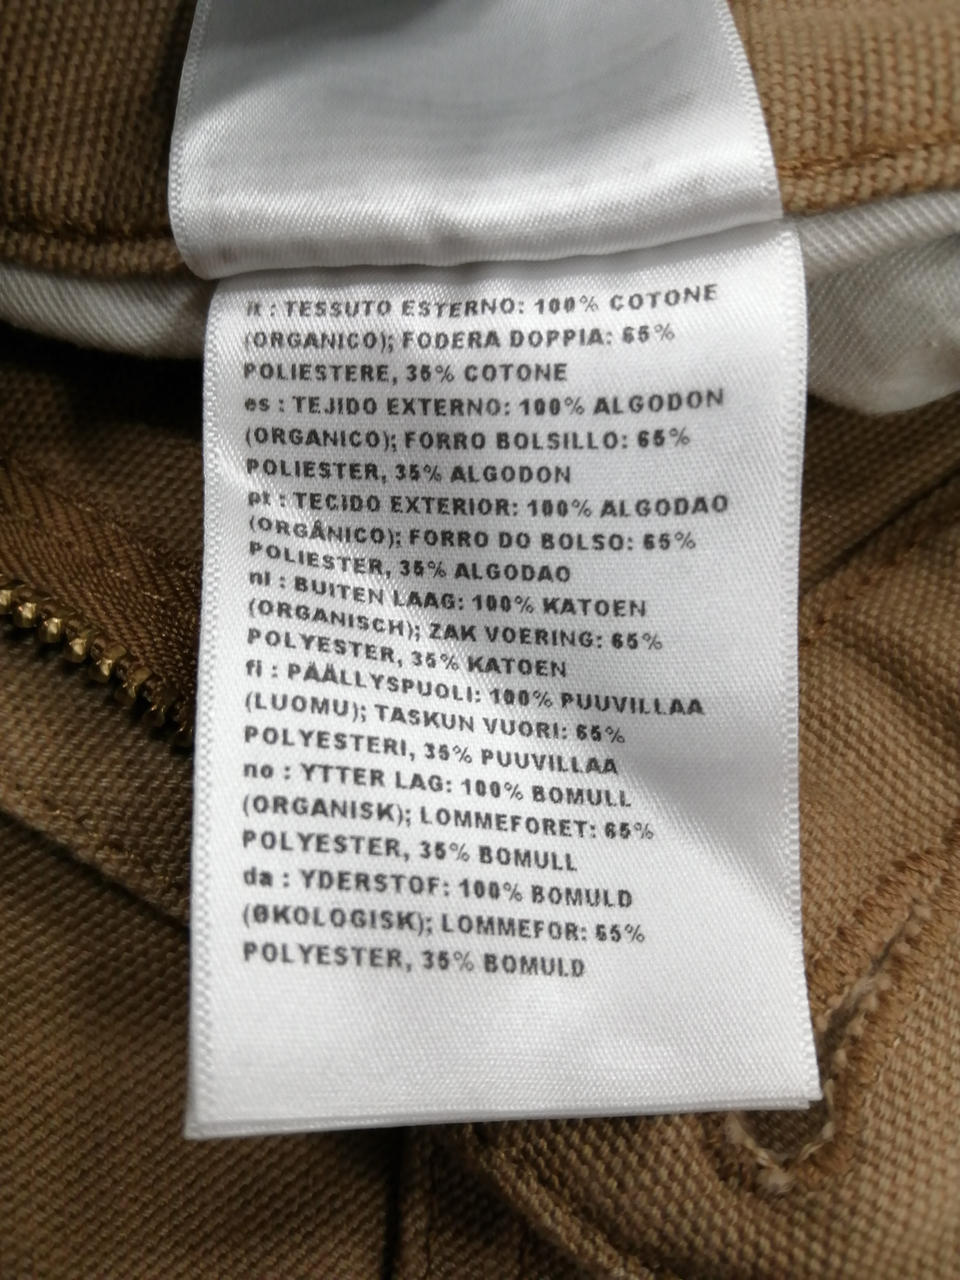 it : TESSUTO ESTERNO: 100% COTONE
(ORGANICO); FODERA DOPPIA: 65%
POLIESTERE, 35% COTONE
es : TEJIDO EXTERNO: 100% ALGODON
(ORGANICO); FORRO BOLSILLO: 65%
POLIESTER, 35% ALGODON
pt : TECIDO EXTERIOR: 100% ALGODAO
(ORGÂNICO); FORRO DO BOLSO: 65%
POLIESTER, 35% ALGODAO
nl : BUITEN LAAG: 100% KATOEN
(ORGANISCH); ZAK VOERING: 65%
POLYESTER, 35% KATOEN
fi : PÄÄLLYSPUOLI: 100% PUUVILLAA
(LUOMU); TASKUN VUORI: 65%
POLYESTERI, 35% PUUVILLAA
no : YTTER LAG: 100% BOMULL
(ORGANISK); LOMMEFORET: 65%
POLYESTER, 35% BOMULL
da : YDERSTOF: 100% BOMULD
(ØKOLOGISK); LOMMEFOR: 65%
POLYESTER, 35% BOMULD